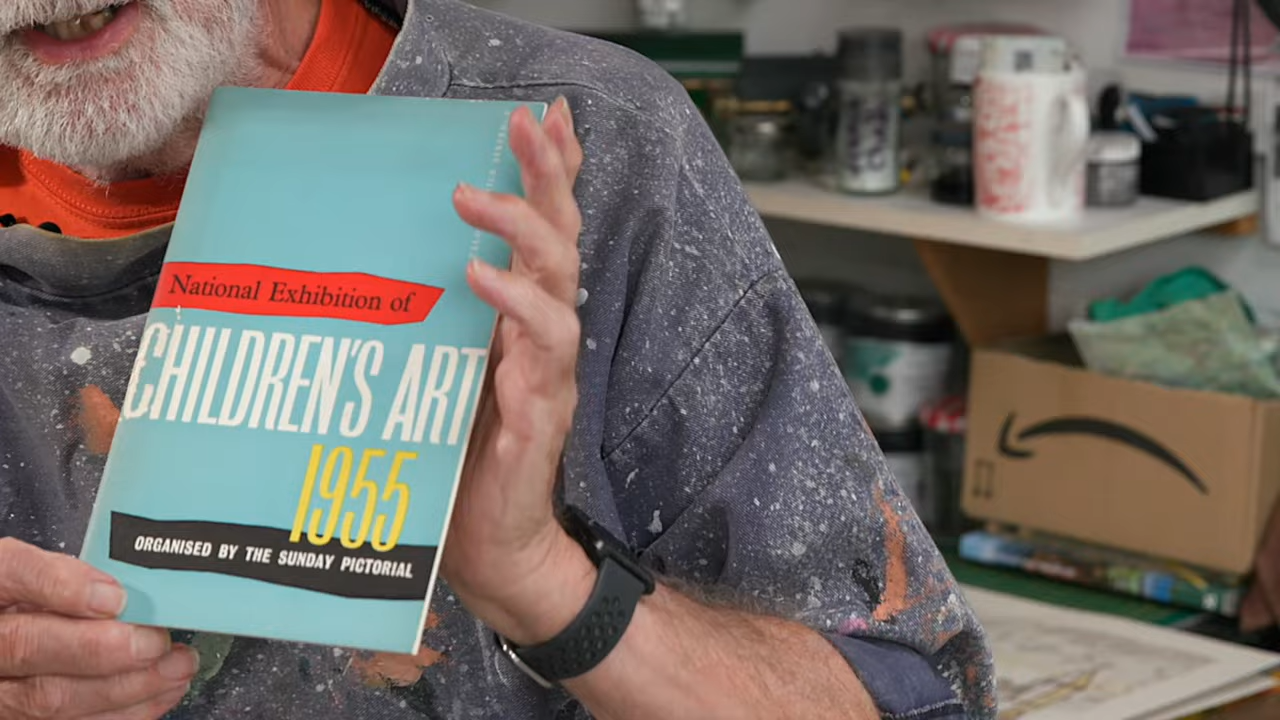 National Exhibition of
CHILDREN'S ART
1955
ORGANISED BY THE SUNDAY PICTORIAL